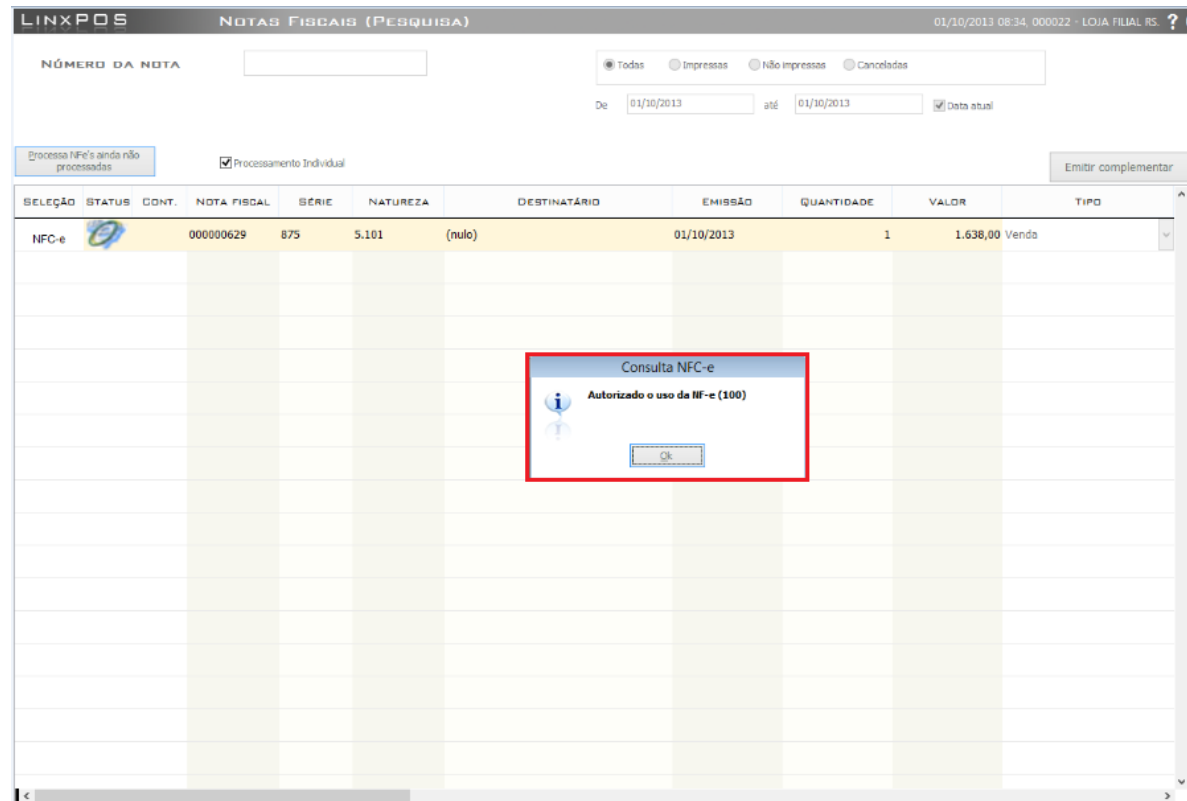 LINXPOS NOTAS FISCAIS (PESQUISA) 01/10/2013 08:34, 000022 - LOJA FILIAL RS. ?
NÚMERO DA NOTA
Todas Impressas Não impressas Canceladas
De 01/10/2013 até 01/10/2013 Data atual
Processa NFe's ainda não
processadas
Processamento Individual
Emitir complementar
SELEÇÃO STATUS CONT. NOTA FISCAL SÉRIE NATUREZA DESTINATÁRIO EMISSÃO QUANTIDADE VALOR TIPO
NFC-e 000000629 875 5.101 (nulo) 01/10/2013 1 1.638,00 Venda
Consulta NFC-e
Autorizado o uso da NF-e (100)
Ok